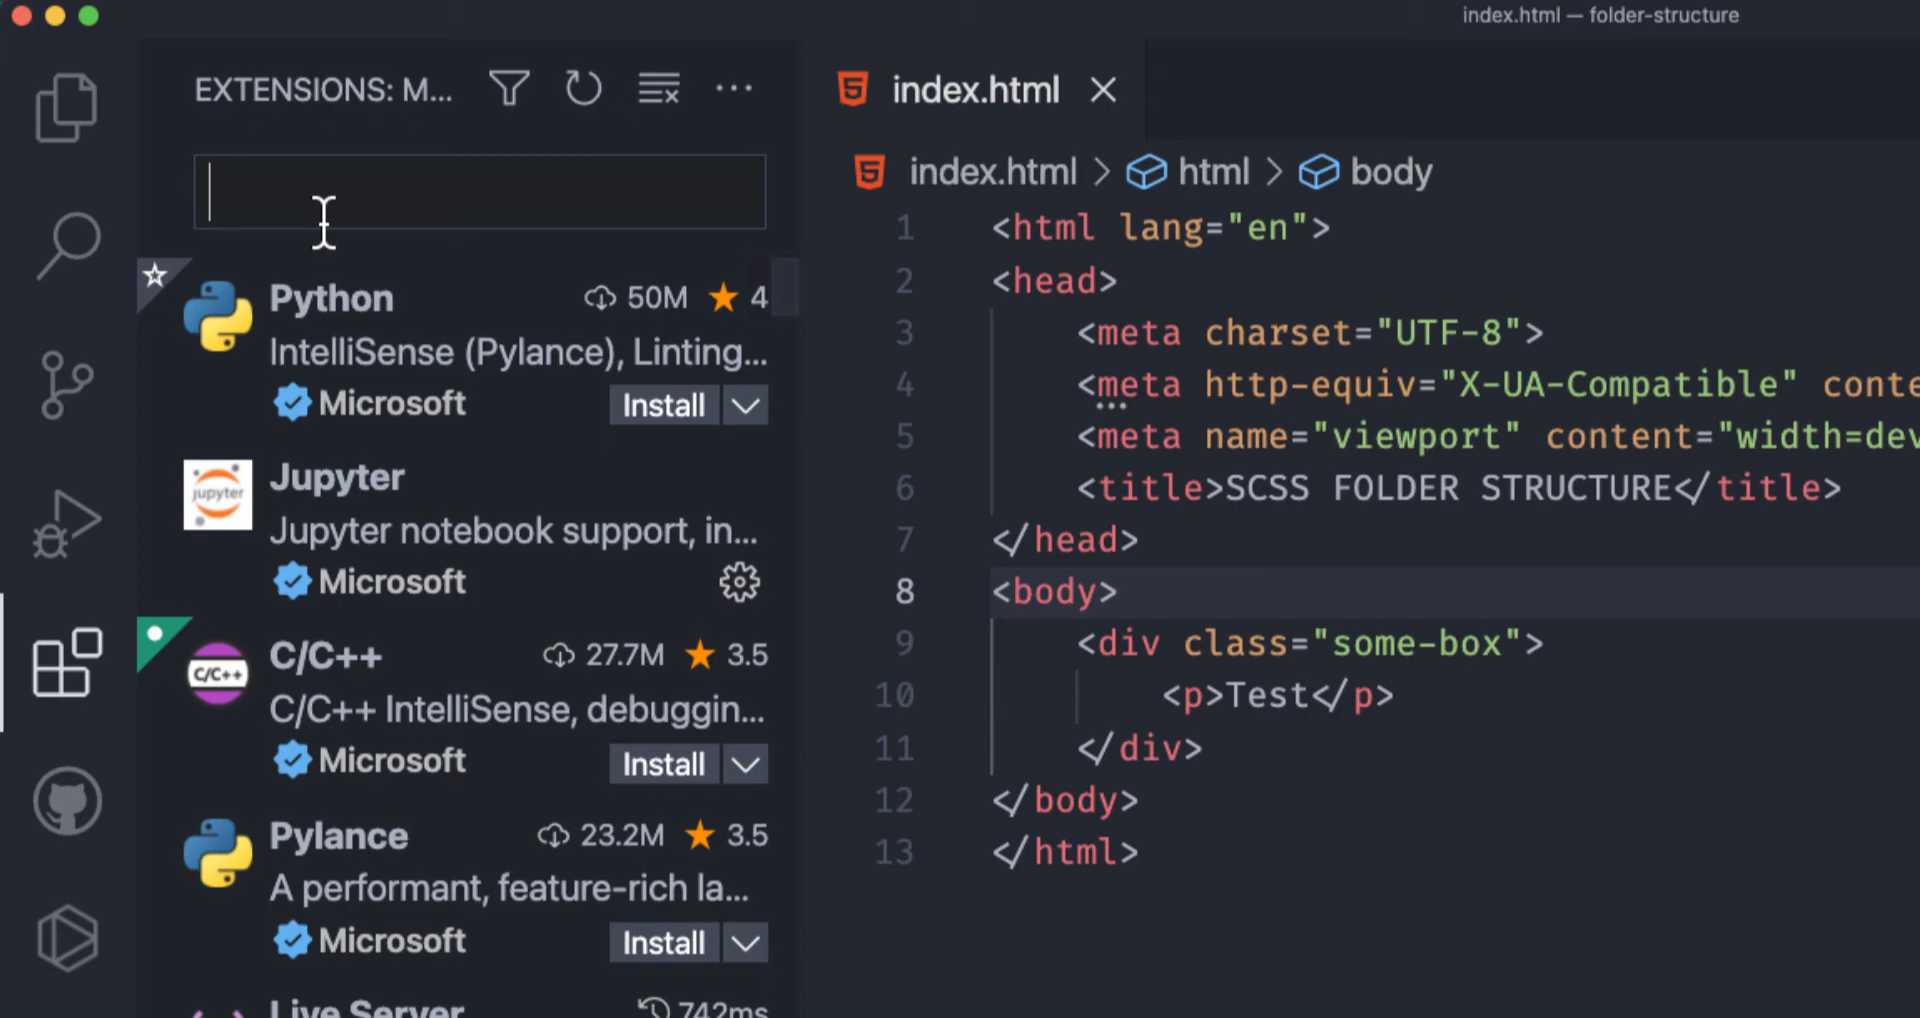 index.html — folder-structure
EXTENSIONS: M...
index.html
index.html > html > body
Python 50M 4
IntelliSense (Pylance), Linting...
Microsoft Install
Jupyter
jupyter
Jupyter notebook support, in...
Microsoft
C/C++ 27.7M 3.5
C/C++
C/C++ IntelliSense, debuggin...
Microsoft Install
Pylance 23.2M 3.5
A performant, feature-rich la...
Microsoft Install
Live Server 742ms
1 <html lang="en">
2 <head>
3 <meta charset="UTF-8">
4 <meta http-equiv="X-UA-Compatible" conte
5 <meta name="viewport" content="width=dev
6 <title>SCSS FOLDER STRUCTURE</title>
7 </head>
8 <body>
9 <div class="some-box">
10 <p>Test</p>
11 </div>
12 </body>
13 </html>